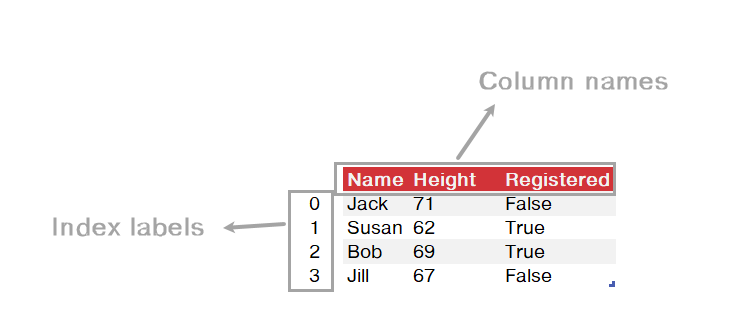 Column names
Name Height Registered
0 Jack 71 False
1 Susan 62 True
Index labels
2 Bob 69 True
3 Jill 67 False